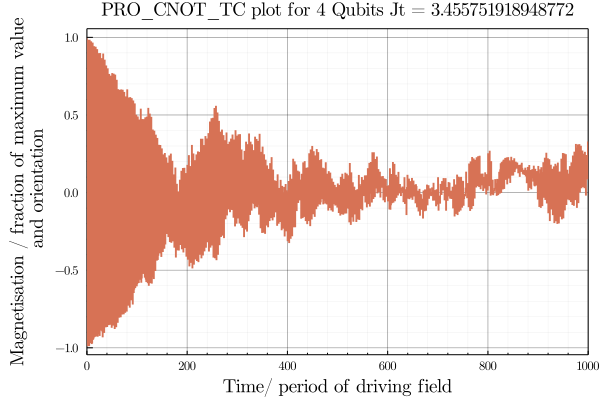 PRO_CNOT_TC plot for 4 Qubits Jt = 3.455751918948772
Magnetisation / fraction of maximum value
and orientation
1.0
0.5
0.0
−0.5
−1.0
0 200 400 600 800 1000
Time/ period of driving field